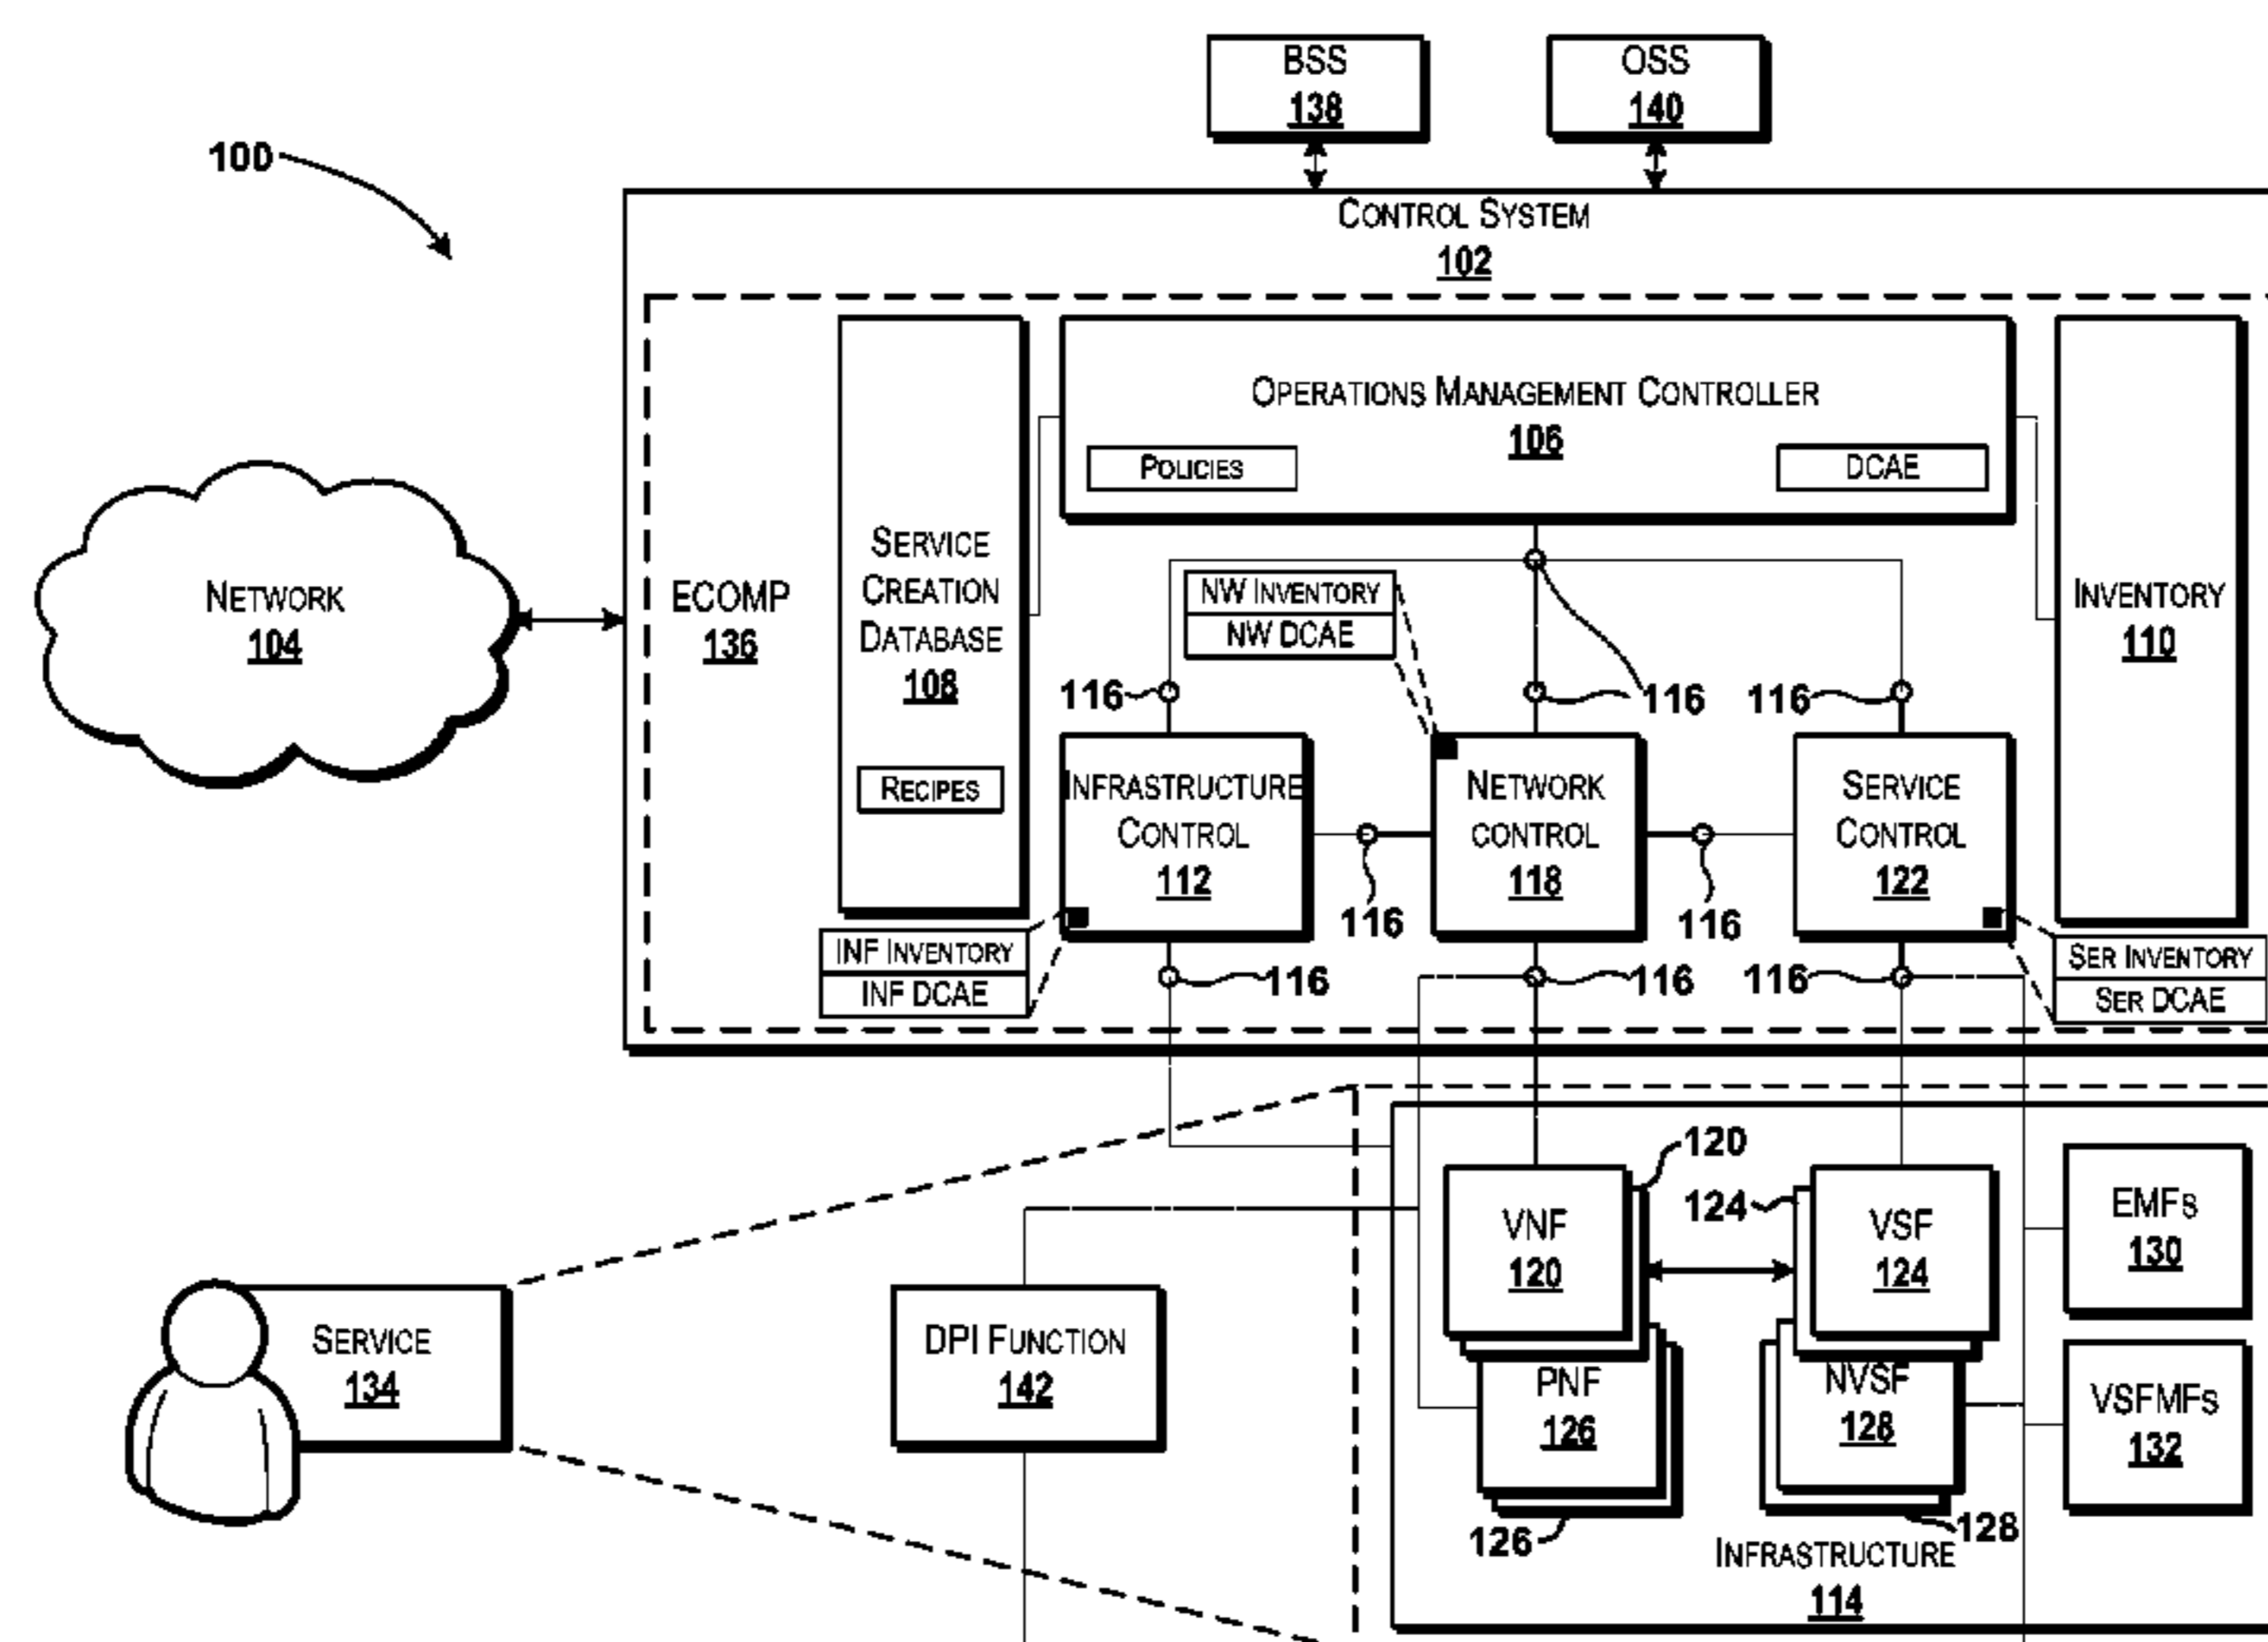 BSS
138
OSS
140
100
CONTROL SYSTEM
102
OPERATIONS MANAGEMENT CONTROLLER
106
POLICIES
DCAE
SERVICE
CREATION
DATABASE
108
RECIPES
ECOMP
136
NETWORK
104
INVENTORY
110
NW INVENTORY
NW DCAE
116
116
116
INFRASTRUCTURE
CONTROL
112
NETWORK
CONTROL
118
SERVICE
CONTROL
122
116
116
INF INVENTORY
INF DCAE
116
116
116
SER INVENTORY
SER DCAE
120
124
VNF
120
VSF
124
EMFS
130
SERVICE
134
DPI FUNCTION
142
PNF
126
NVSF
128
VSFMFS
132
126
128
INFRASTRUCTURE
114